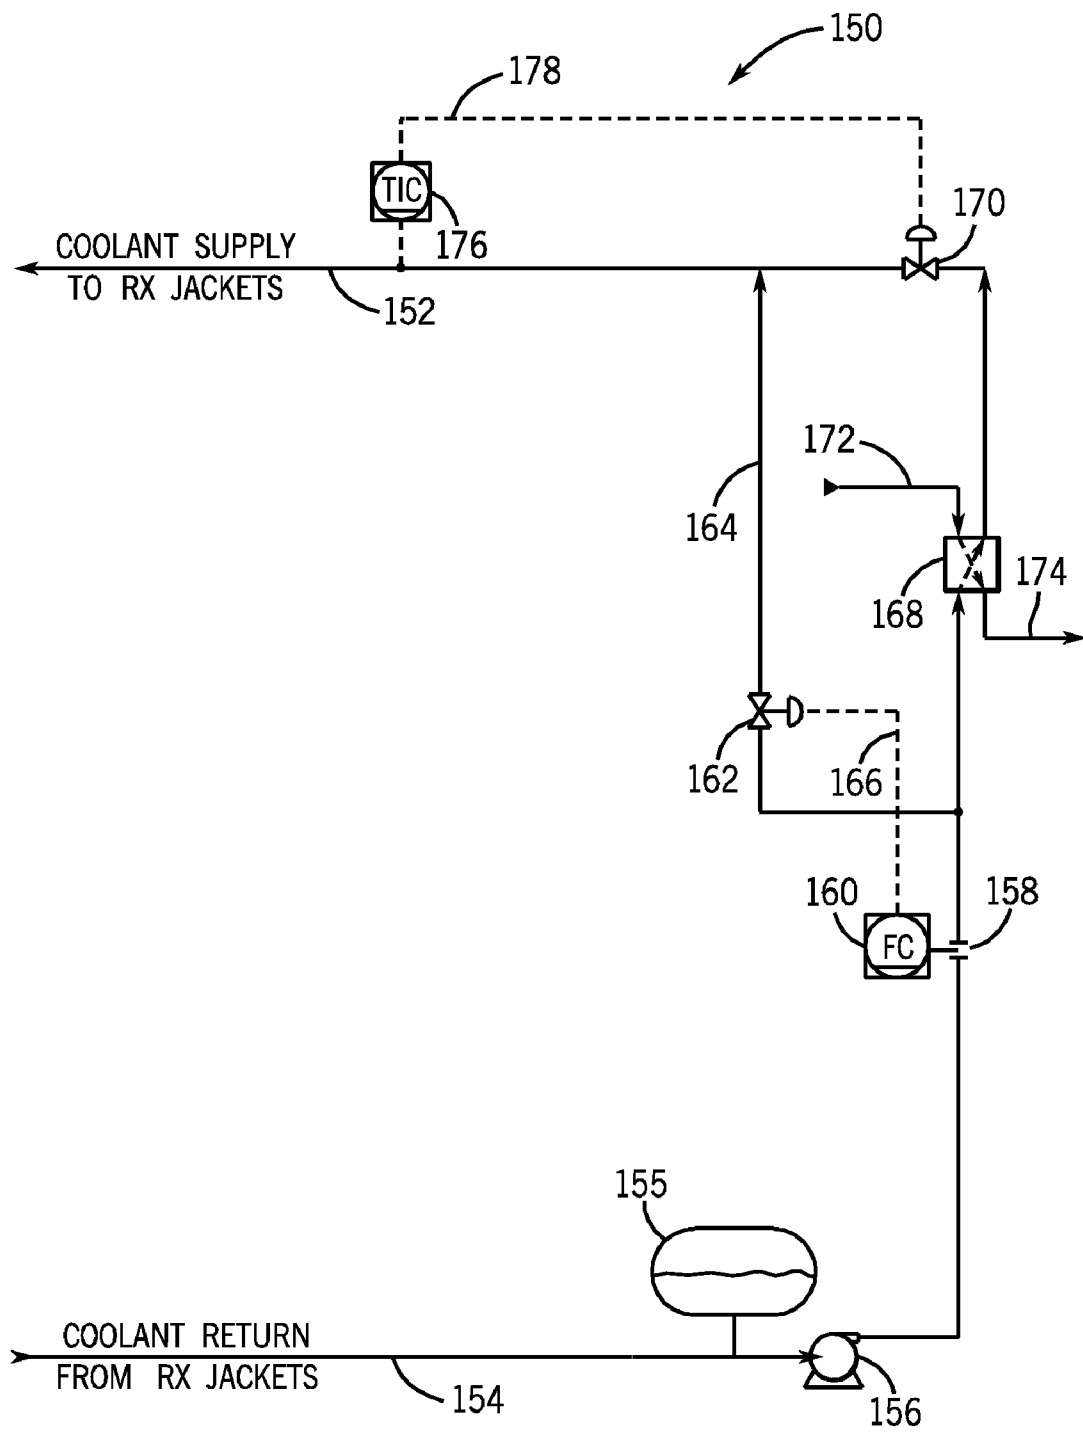 150
178
TIC
170
176
COOLANT SUPPLY
TO RX JACKETS
152
172
164
174
168
162
166
160
158
FC
155
COOLANT RETURN
FROM RX JACKETS
154
156